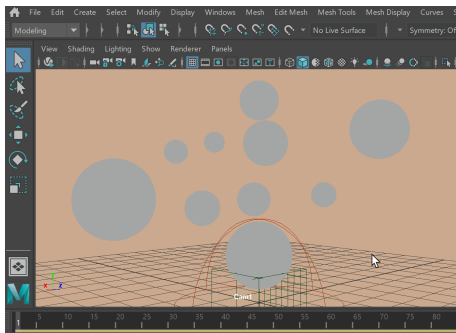 File Edit Create Select Modify Display Windows Mesh Edit Mesh Mesh Tools Mesh Display Curves S
Modeling No Live Surface Symmetry: Of
View Shading Lighting Show Renderer Panels
Cam1
-x z
M
1 5 10 15 20 25 30 35 40 45 50 55 60 65 70 75 80